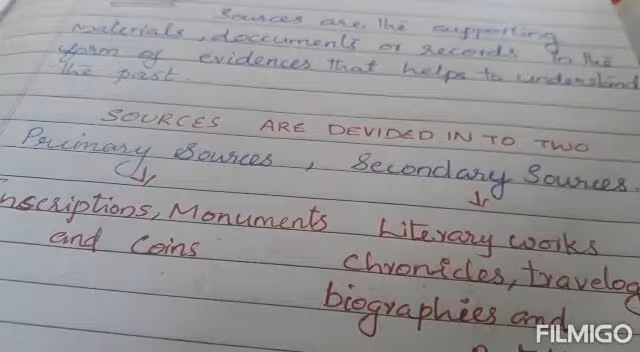 Sources are the supporting
materials, documents or records in the
form of evidences that helps to understand
the past.
SOURCES ARE DEVIDED IN TO TWO
Primary Sources, Secondary Sources
Inscriptions, Monuments
and Coins
Literary works
chronicles, travelog
biographies and
FILMIGO